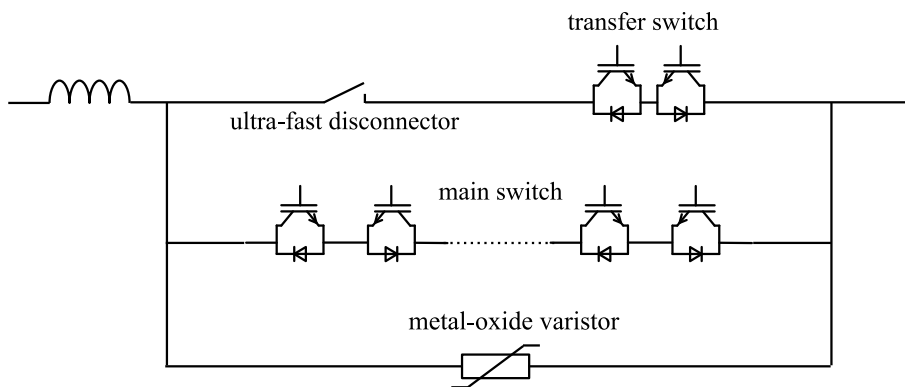 transfer switch
ultra-fast disconnector
main switch
metal-oxide varistor